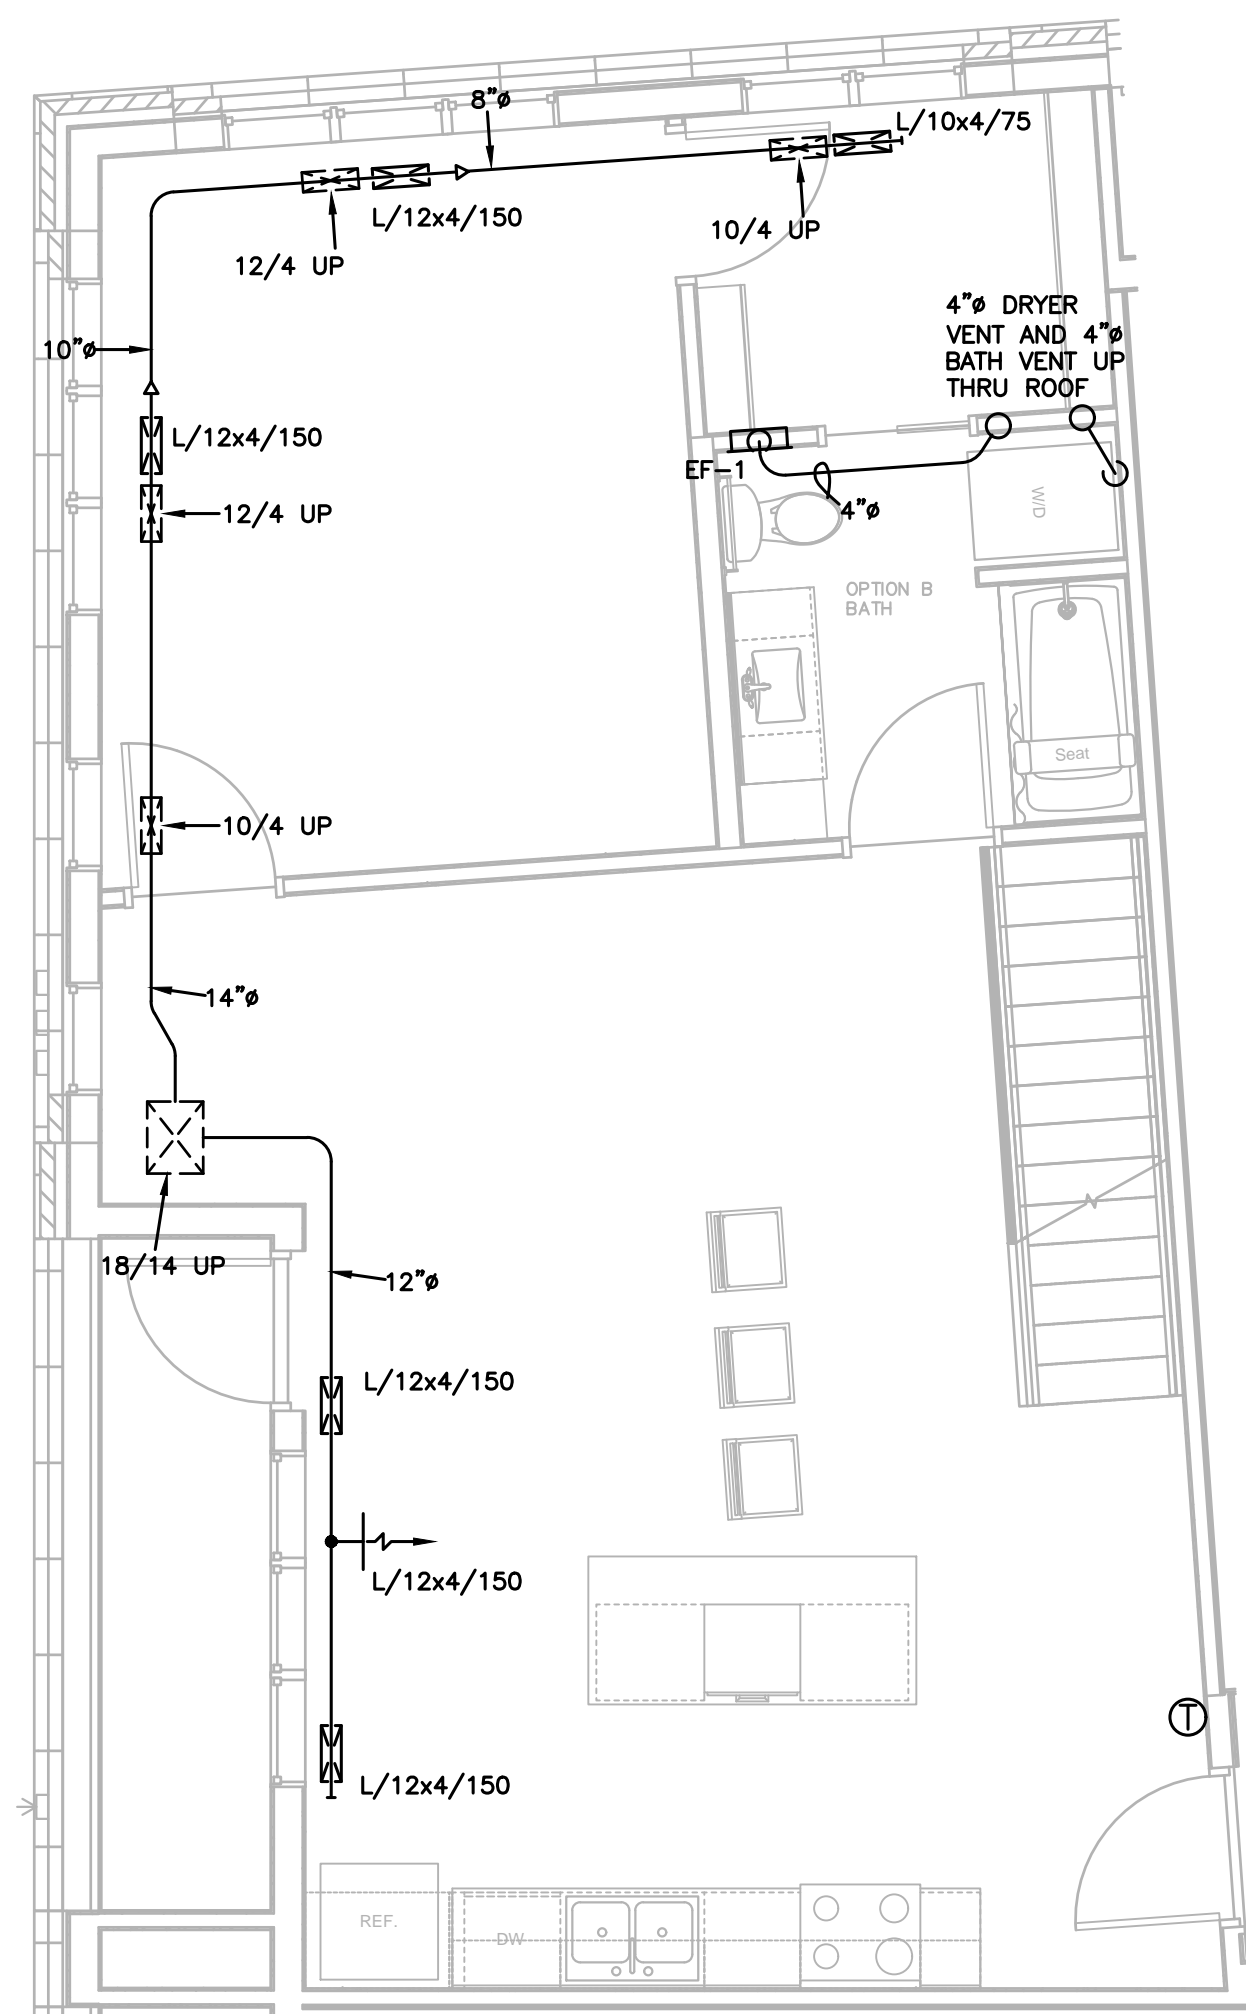 8"ø
L/10x4/75
L/12x4/150
10/4 UP
12/4 UP
4"ø DRYER
VENT AND 4"ø
BATH VENT UP
THRU ROOF
10"ø
L/12x4/150
EF-1
W/D
4"ø
12/4 UP
OPTION B
BATH
Seat
10/4 UP
14"ø
18/14 UP
12"ø
L/12x4/150
L/12x4/150
T
L/12x4/150
REF.
DW